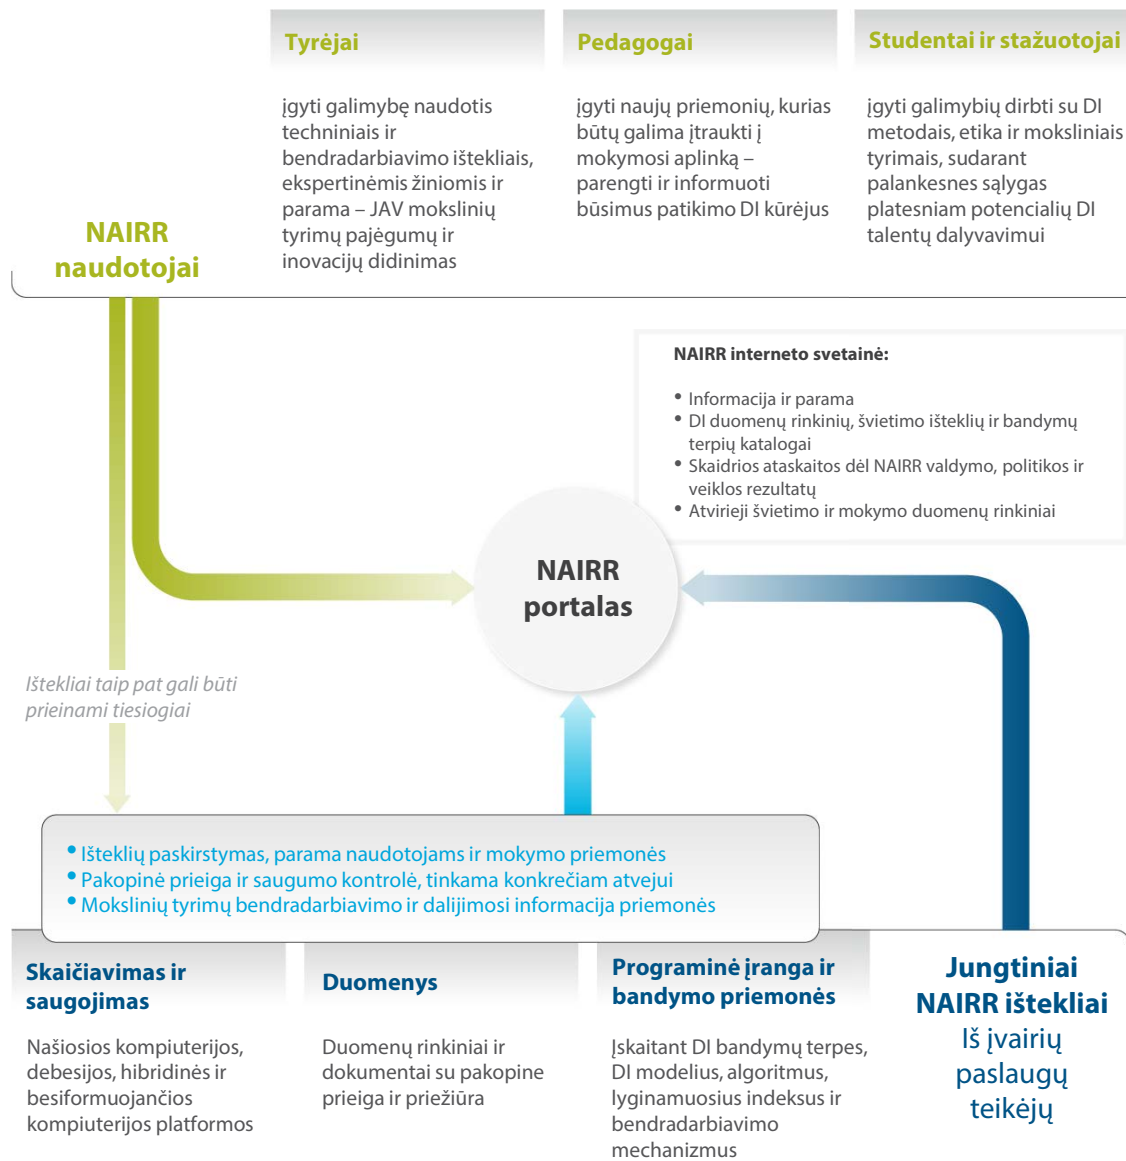 Tyrėjai
įgyti galimybę naudotis
techniniais ir
bendradarbiavimo ištekliais,
ekspertinėmis žiniomis ir
parama – JAV mokslinių
tyrimų pajėgumų ir
inovacijų didinimas
Pedagogai
įgyti naujų priemonių, kurias
būtų galima įtraukti į
mokymosi aplinką –
parengti ir informuoti
būsimus patikimo DI kūrėjus
Studentai ir stažuotojai
įgyti galimybių dirbti su DI
metodais, etika ir moksliniais
tyrimais, sudarant
palankesnes sąlygas
platesniam potencialių DI
talentų dalyvavimui
NAIRR
naudotojai
NAIRR interneto svetainė:
• Informacija ir parama
• DI duomenų rinkinių, švietimo išteklių ir bandymų
terpių katalogai
• Skaidrios ataskaitos dėl NAIRR valdymo, politikos ir
veiklos rezultatų
• Atvirieji švietimo ir mokymo duomenų rinkiniai
NAIRR
portalas
Ištekliai taip pat gali būti
prieinami tiesiogiai
• Išteklių paskirstymas, parama naudotojams ir mokymo priemonės
• Pakopinė prieiga ir saugumo kontrolė, tinkama konkrečiam atvejui
• Mokslinių tyrimų bendradarbiavimo ir dalijimosi informacija priemonės
Skaičiavimas ir
saugojimas
Našiosios kompiuterijos,
debesijos, hibridinės ir
besiformuojančios
kompiuterijos platformos
Duomenys
Duomenų rinkiniai ir
dokumentai su pakopine
prieiga ir priežiūra
Programinė įranga ir
bandymo priemonės
Įskaitant DI bandymų terpes,
DI modelius, algoritmus,
lyginamuosius indeksus ir
bendradarbiavimo
mechanizmus
Jungtiniai
NAIRR ištekliai
Iš įvairių
paslaugų
teikėjų